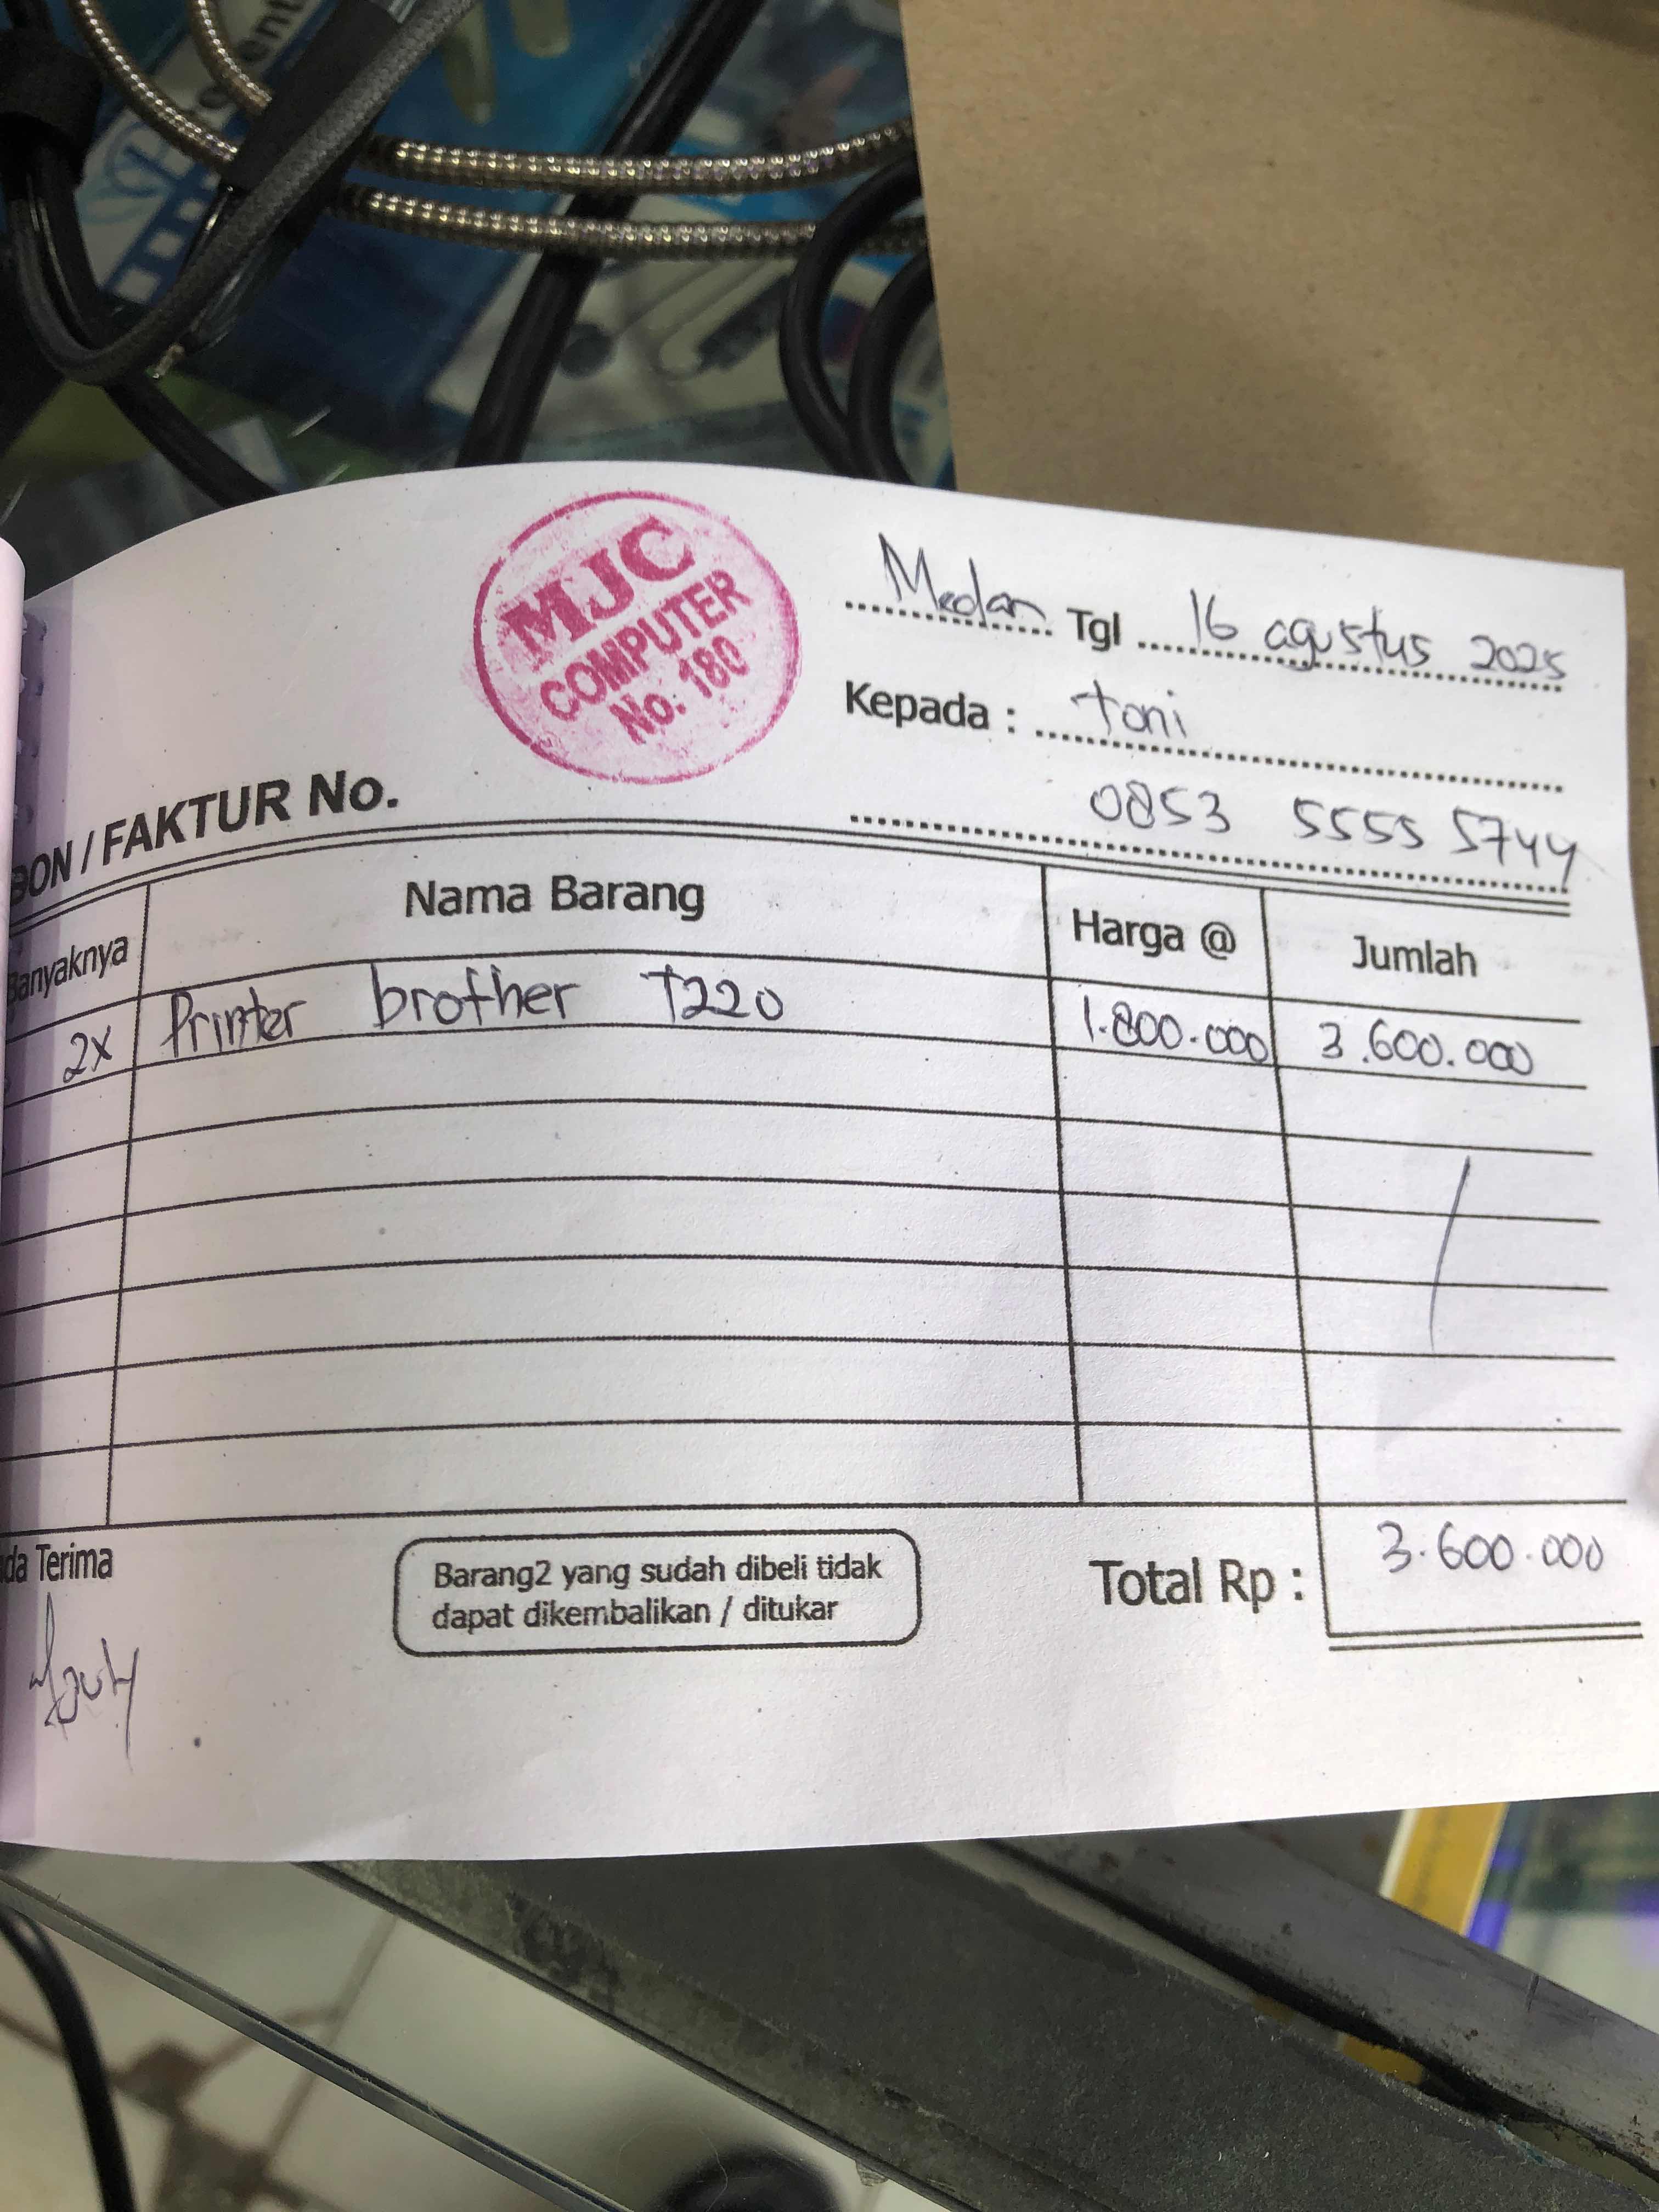 MJC
COMPUTER
No: 180
Medan Tgl 16 agustus 2025
Kepada : toni
0853 5555 5744
BON / FAKTUR No.
Banyaknya Nama Barang Harga @ Jumlah
2x Printer brother T220 1.800.000 3.600.000
Total Rp : 3.600.000
da Terima
Barang2 yang sudah dibeli tidak
dapat dikembalikan / ditukar